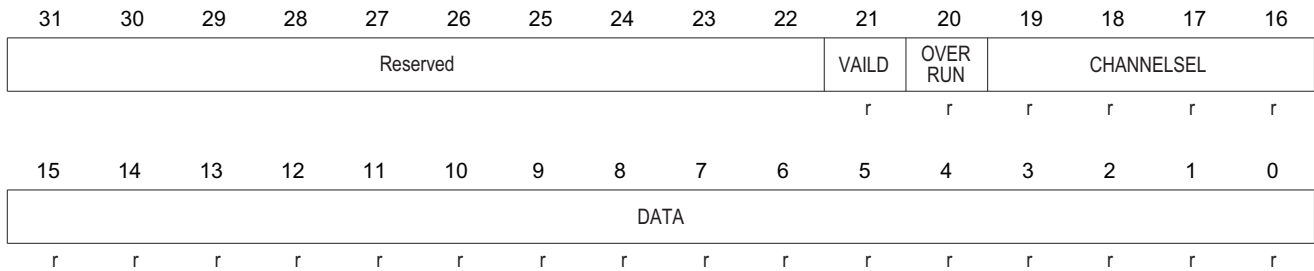 31 30 29 28 27 26 25 24 23 22 21 20 19 18 17 16
Reserved VAILD OVER RUN CHANNELSEL
r r r r r r
15 14 13 12 11 10 9 8 7 6 5 4 3 2 1 0
DATA
r r r r r r r r r r r r r r r r